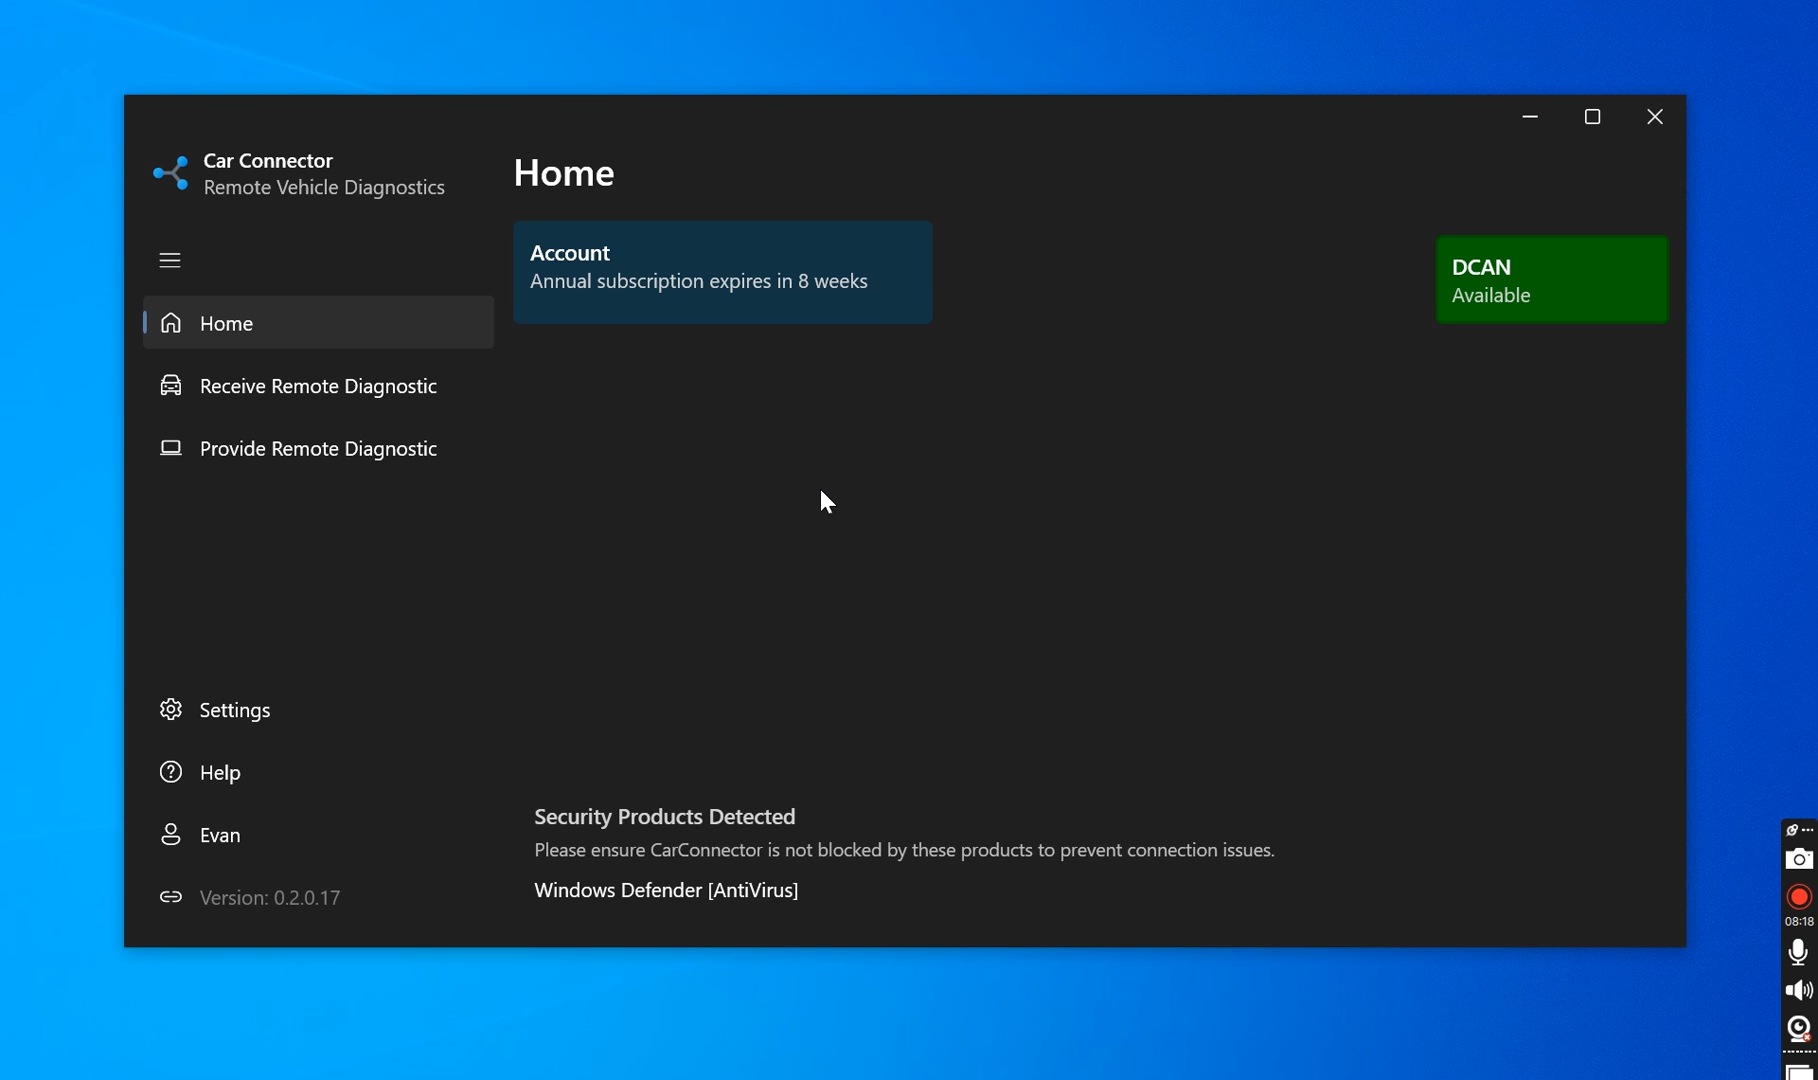 Car Connector
Remote Vehicle Diagnostics
Home
Account
Annual subscription expires in 8 weeks
DCAN
Available
Home
Receive Remote Diagnostic
Provide Remote Diagnostic
Settings
Help
Evan
Version: 0.2.0.17
Security Products Detected
Please ensure CarConnector is not blocked by these products to prevent connection issues.
Windows Defender [AntiVirus]
08:18